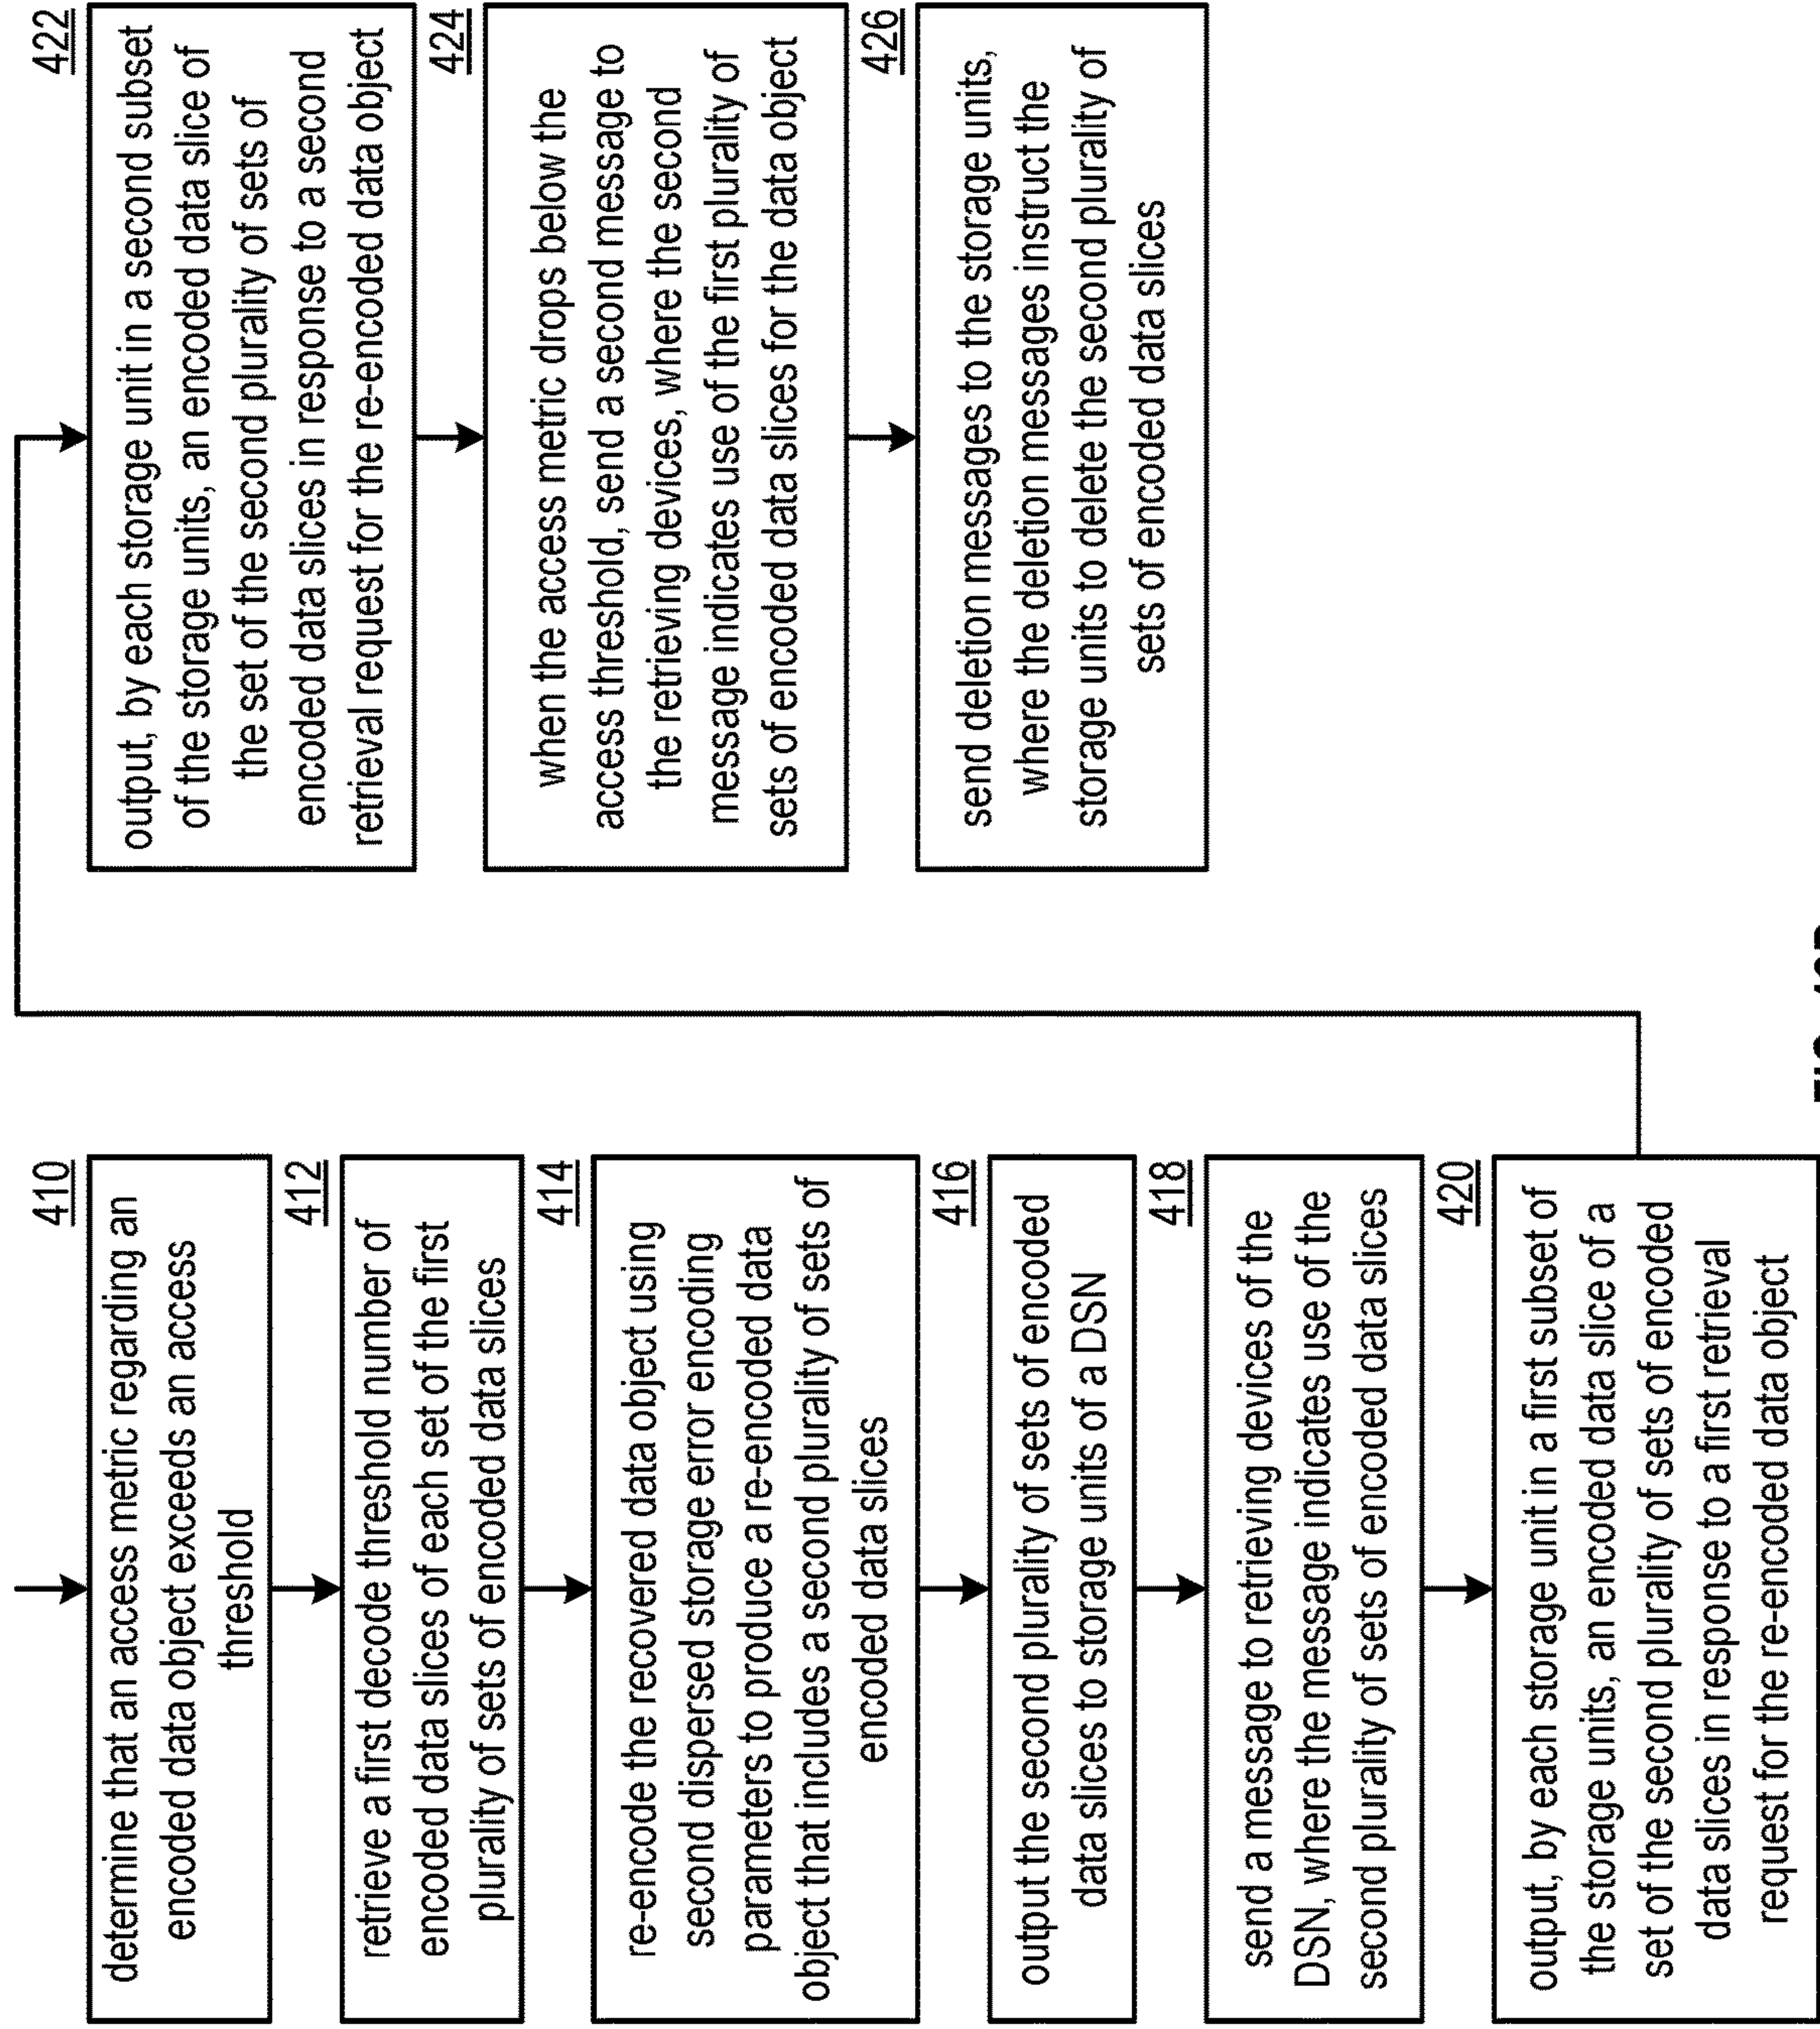 410
determine that an access metric regarding an
encoded data object exceeds an access
threshold
412
retrieve a first decode threshold number of
encoded data slices of each set of the first
plurality of sets of encoded data slices
414
re-encode the recovered data object using
second dispersed storage error encoding
parameters to produce a re-encoded data
object that includes a second plurality of sets of
encoded data slices
416
output the second plurality of sets of encoded
data slices to storage units of a DSN
418
send a message to retrieving devices of the
DSN, where the message indicates use of the
second plurality of sets of encoded data slices
420
output, by each storage unit in a first subset of
the storage units, an encoded data slice of a
set of the second plurality of sets of encoded
data slices in response to a first retrieval
request for the re-encoded data object
422
output, by each storage unit in a second subset
of the storage units, an encoded data slice of
the set of the second plurality of sets of
encoded data slices in response to a second
retrieval request for the re-encoded data object
424
when the access metric drops below the
access threshold, send a second message to
the retrieving devices, where the second
message indicates use of the first plurality of
sets of encoded data slices for the data object
426
send deletion messages to the storage units,
where the deletion messages instruct the
storage units to delete the second plurality of
sets of encoded data slices